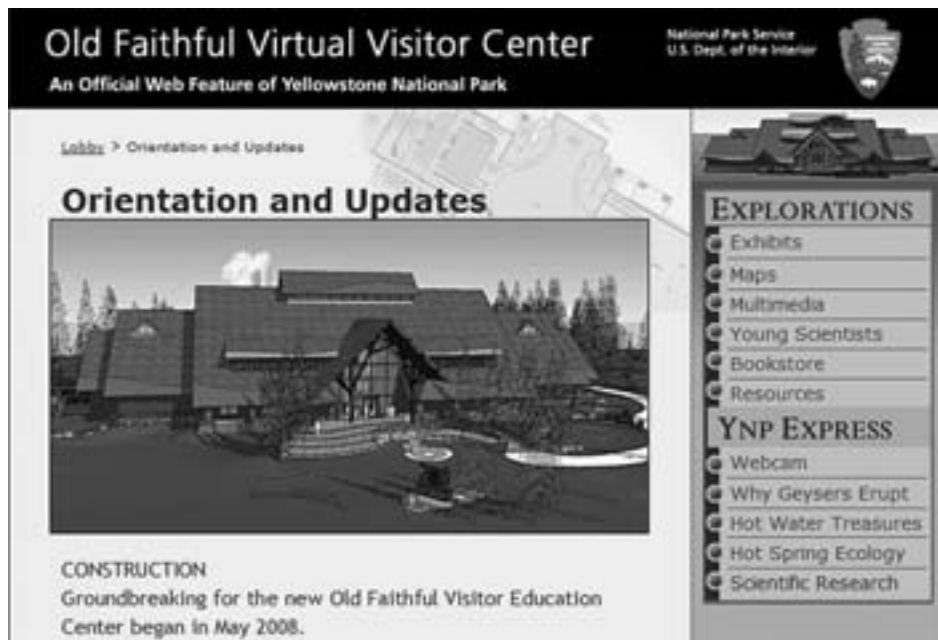 Old Faithful Virtual Visitor Center
An Official Web Feature of Yellowstone National Park
National Park Service
U.S. Dept. of the Interior
Lobby > Orientation and Updates
Orientation and Updates
CONSTRUCTION
Groundbreaking for the new Old Faithful Visitor Education
Center began in May 2008.
EXPLORATIONS
Exhibits
Maps
Multimedia
Young Scientists
Bookstore
Resources
YNP EXPRESS
Webcam
Why Geysers Erupt
Hot Water Treasures
Hot Spring Ecology
Scientific Research